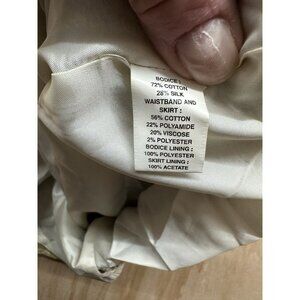 BODICE :
72% COTTON
28% SILK
WAISTBAND AND
SKIRT :
56% COTTON
22% POLYAMIDE
20% VISCOSE
2% POLYESTER
BODICE LINING :
100% POLYESTER
SKIRT LINING :
100% ACETATE